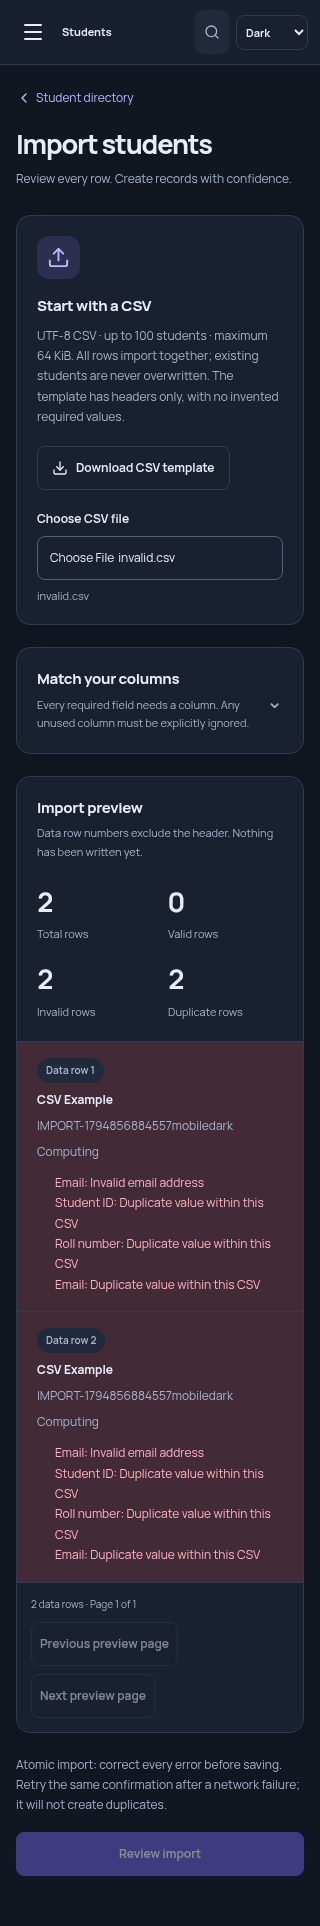 Students
Dark
Student directory
Import students
Review every row. Create records with confidence.
Start with a CSV
UTF-8 CSV · up to 100 students · maximum
64 KiB. All rows import together; existing
students are never overwritten. The
template has headers only, with no invented
required values.
Download CSV template
Choose CSV file
Choose File invalid.csv
invalid.csv
Match your columns
Every required field needs a column. Any
unused column must be explicitly ignored.
Import preview
Data row numbers exclude the header. Nothing
has been written yet.
2 0
Total rows Valid rows
2 2
Invalid rows Duplicate rows
Data row 1
CSV Example
IMPORT-1794856884557mobiledark
Computing
Email: Invalid email address
Student ID: Duplicate value within this
CSV
Roll number: Duplicate value within this
CSV
Email: Duplicate value within this CSV
Data row 2
CSV Example
IMPORT-1794856884557mobiledark
Computing
Email: Invalid email address
Student ID: Duplicate value within this
CSV
Roll number: Duplicate value within this
CSV
Email: Duplicate value within this CSV
2 data rows · Page 1 of 1
Previous preview page
Next preview page
Atomic import: correct every error before saving.
Retry the same confirmation after a network failure;
it will not create duplicates.
Review import